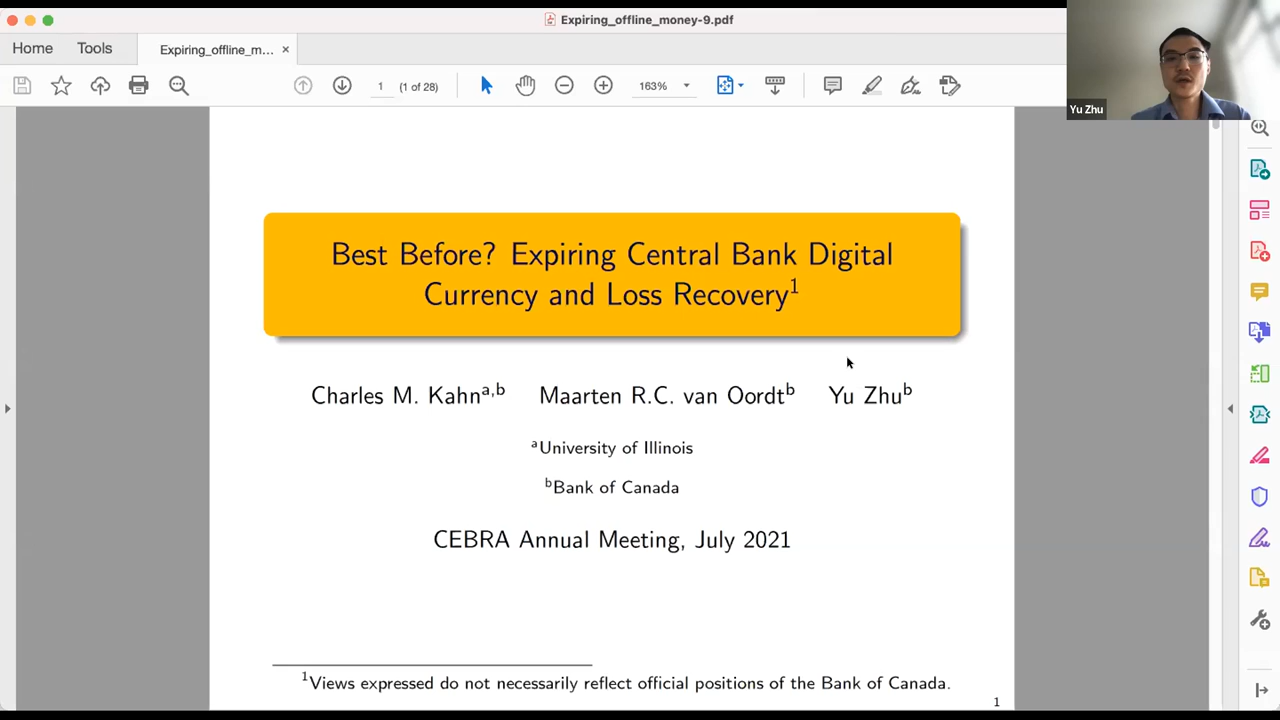 Expiring_offline_money-9.pdf
Home Tools Expiring_offline_m... ×
1 (1 of 28) 163%
Yu Zhu
Best Before? Expiring Central Bank Digital
Currency and Loss Recovery¹
Charles M. Kahnᵃ,ᵇ Maarten R.C. van Oordtᵇ Yu Zhuᵇ
ᵃUniversity of Illinois
ᵇBank of Canada
CEBRA Annual Meeting, July 2021
¹Views expressed do not necessarily reflect official positions of the Bank of Canada.
1